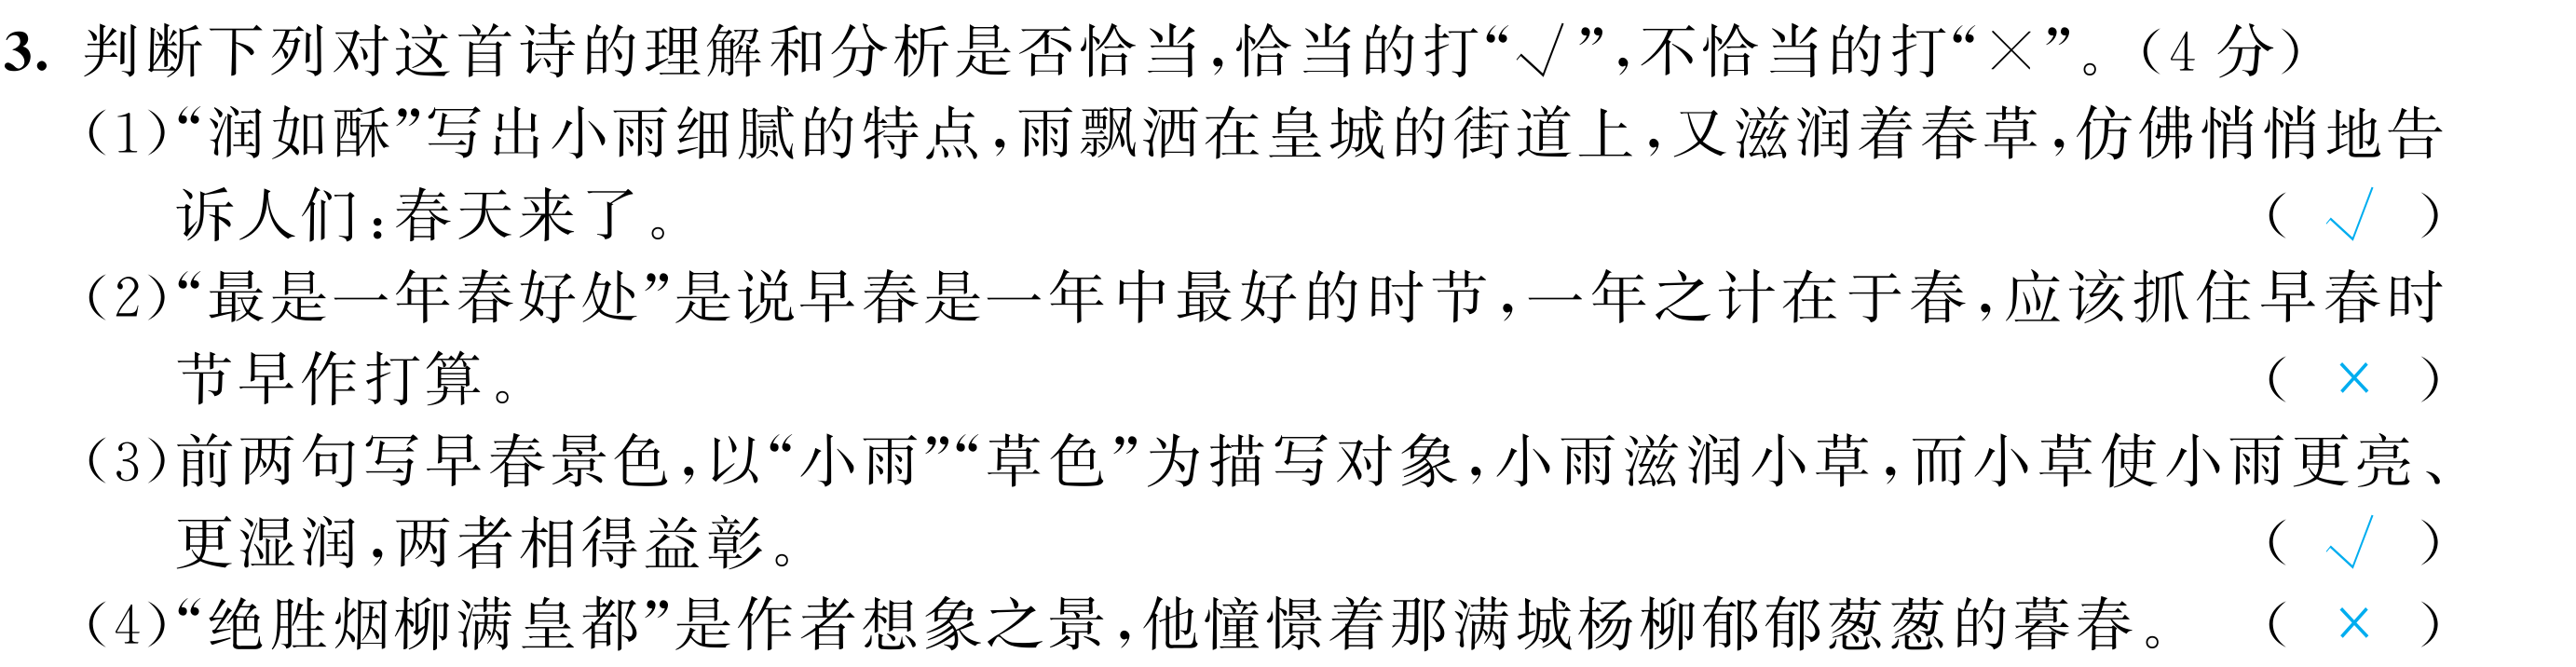 3. 判断下列对这首诗的理解和分析是否恰当,恰当的打“√”,不恰当的打“×”。(4 分)
(1)“润如酥”写出小雨细腻的特点,雨飘洒在皇城的街道上,又滋润着春草,仿佛悄悄地告
诉人们:春天来了。 ( √ )
(2)“最是一年春好处”是说早春是一年中最好的时节,一年之计在于春,应该抓住早春时
节早作打算。 ( × )
(3)前两句写早春景色,以“小雨”“草色”为描写对象,小雨滋润小草,而小草使小雨更亮、
更湿润,两者相得益彰。 ( √ )
(4)“绝胜烟柳满皇都”是作者想象之景,他憧憬着那满城杨柳郁郁葱葱的暮春。 ( × )